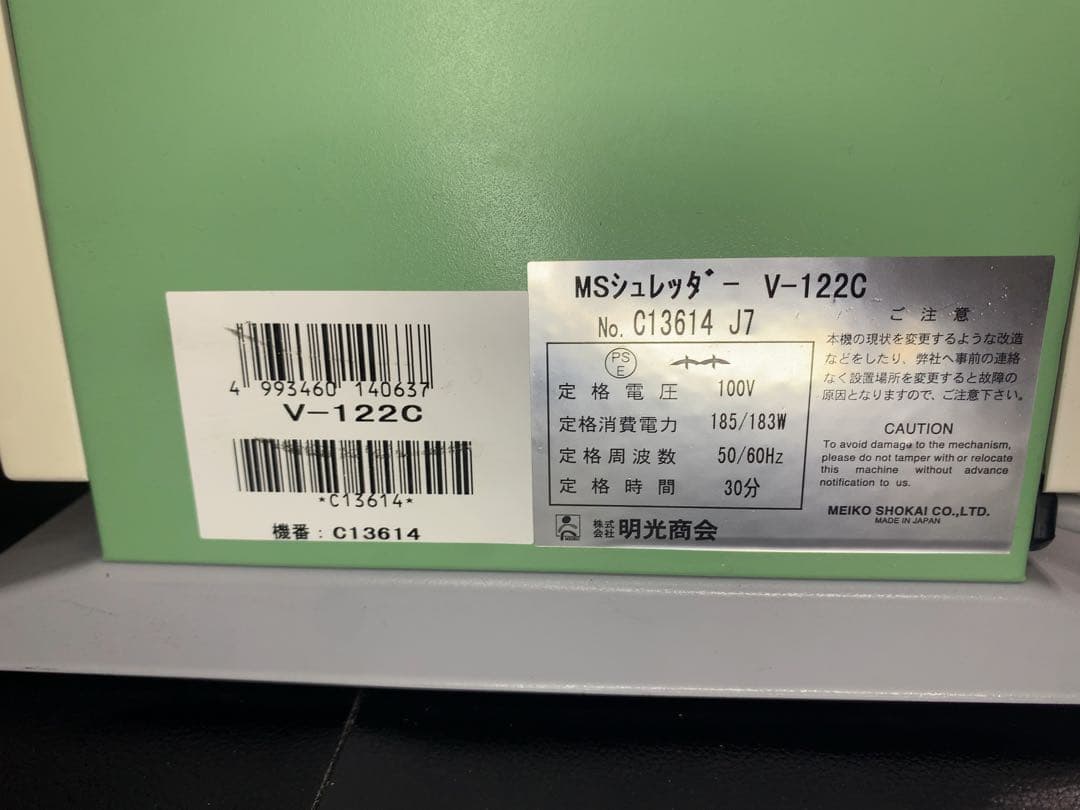 4 993460 140637
V-122C
*C13614*
機番：C13614
MSシュレッダー V-122C
No. C13614 J7
PS
E
定格電圧 100V
定格消費電力 185/183W
定格周波数 50/60Hz
定格時間 30分
株式会社 明光商会
ご注意
本機の現状を変更するような改造
などをしたり、弊社へ事前の連絡
なく設置場所を変更すると故障の
原因となりますので、ご注意下さい。
CAUTION
To avoid damage to the mechanism,
please do not tamper with or relocate
this machine without advance
notification to us.
MEIKO SHOKAI CO.,LTD.
MADE IN JAPAN